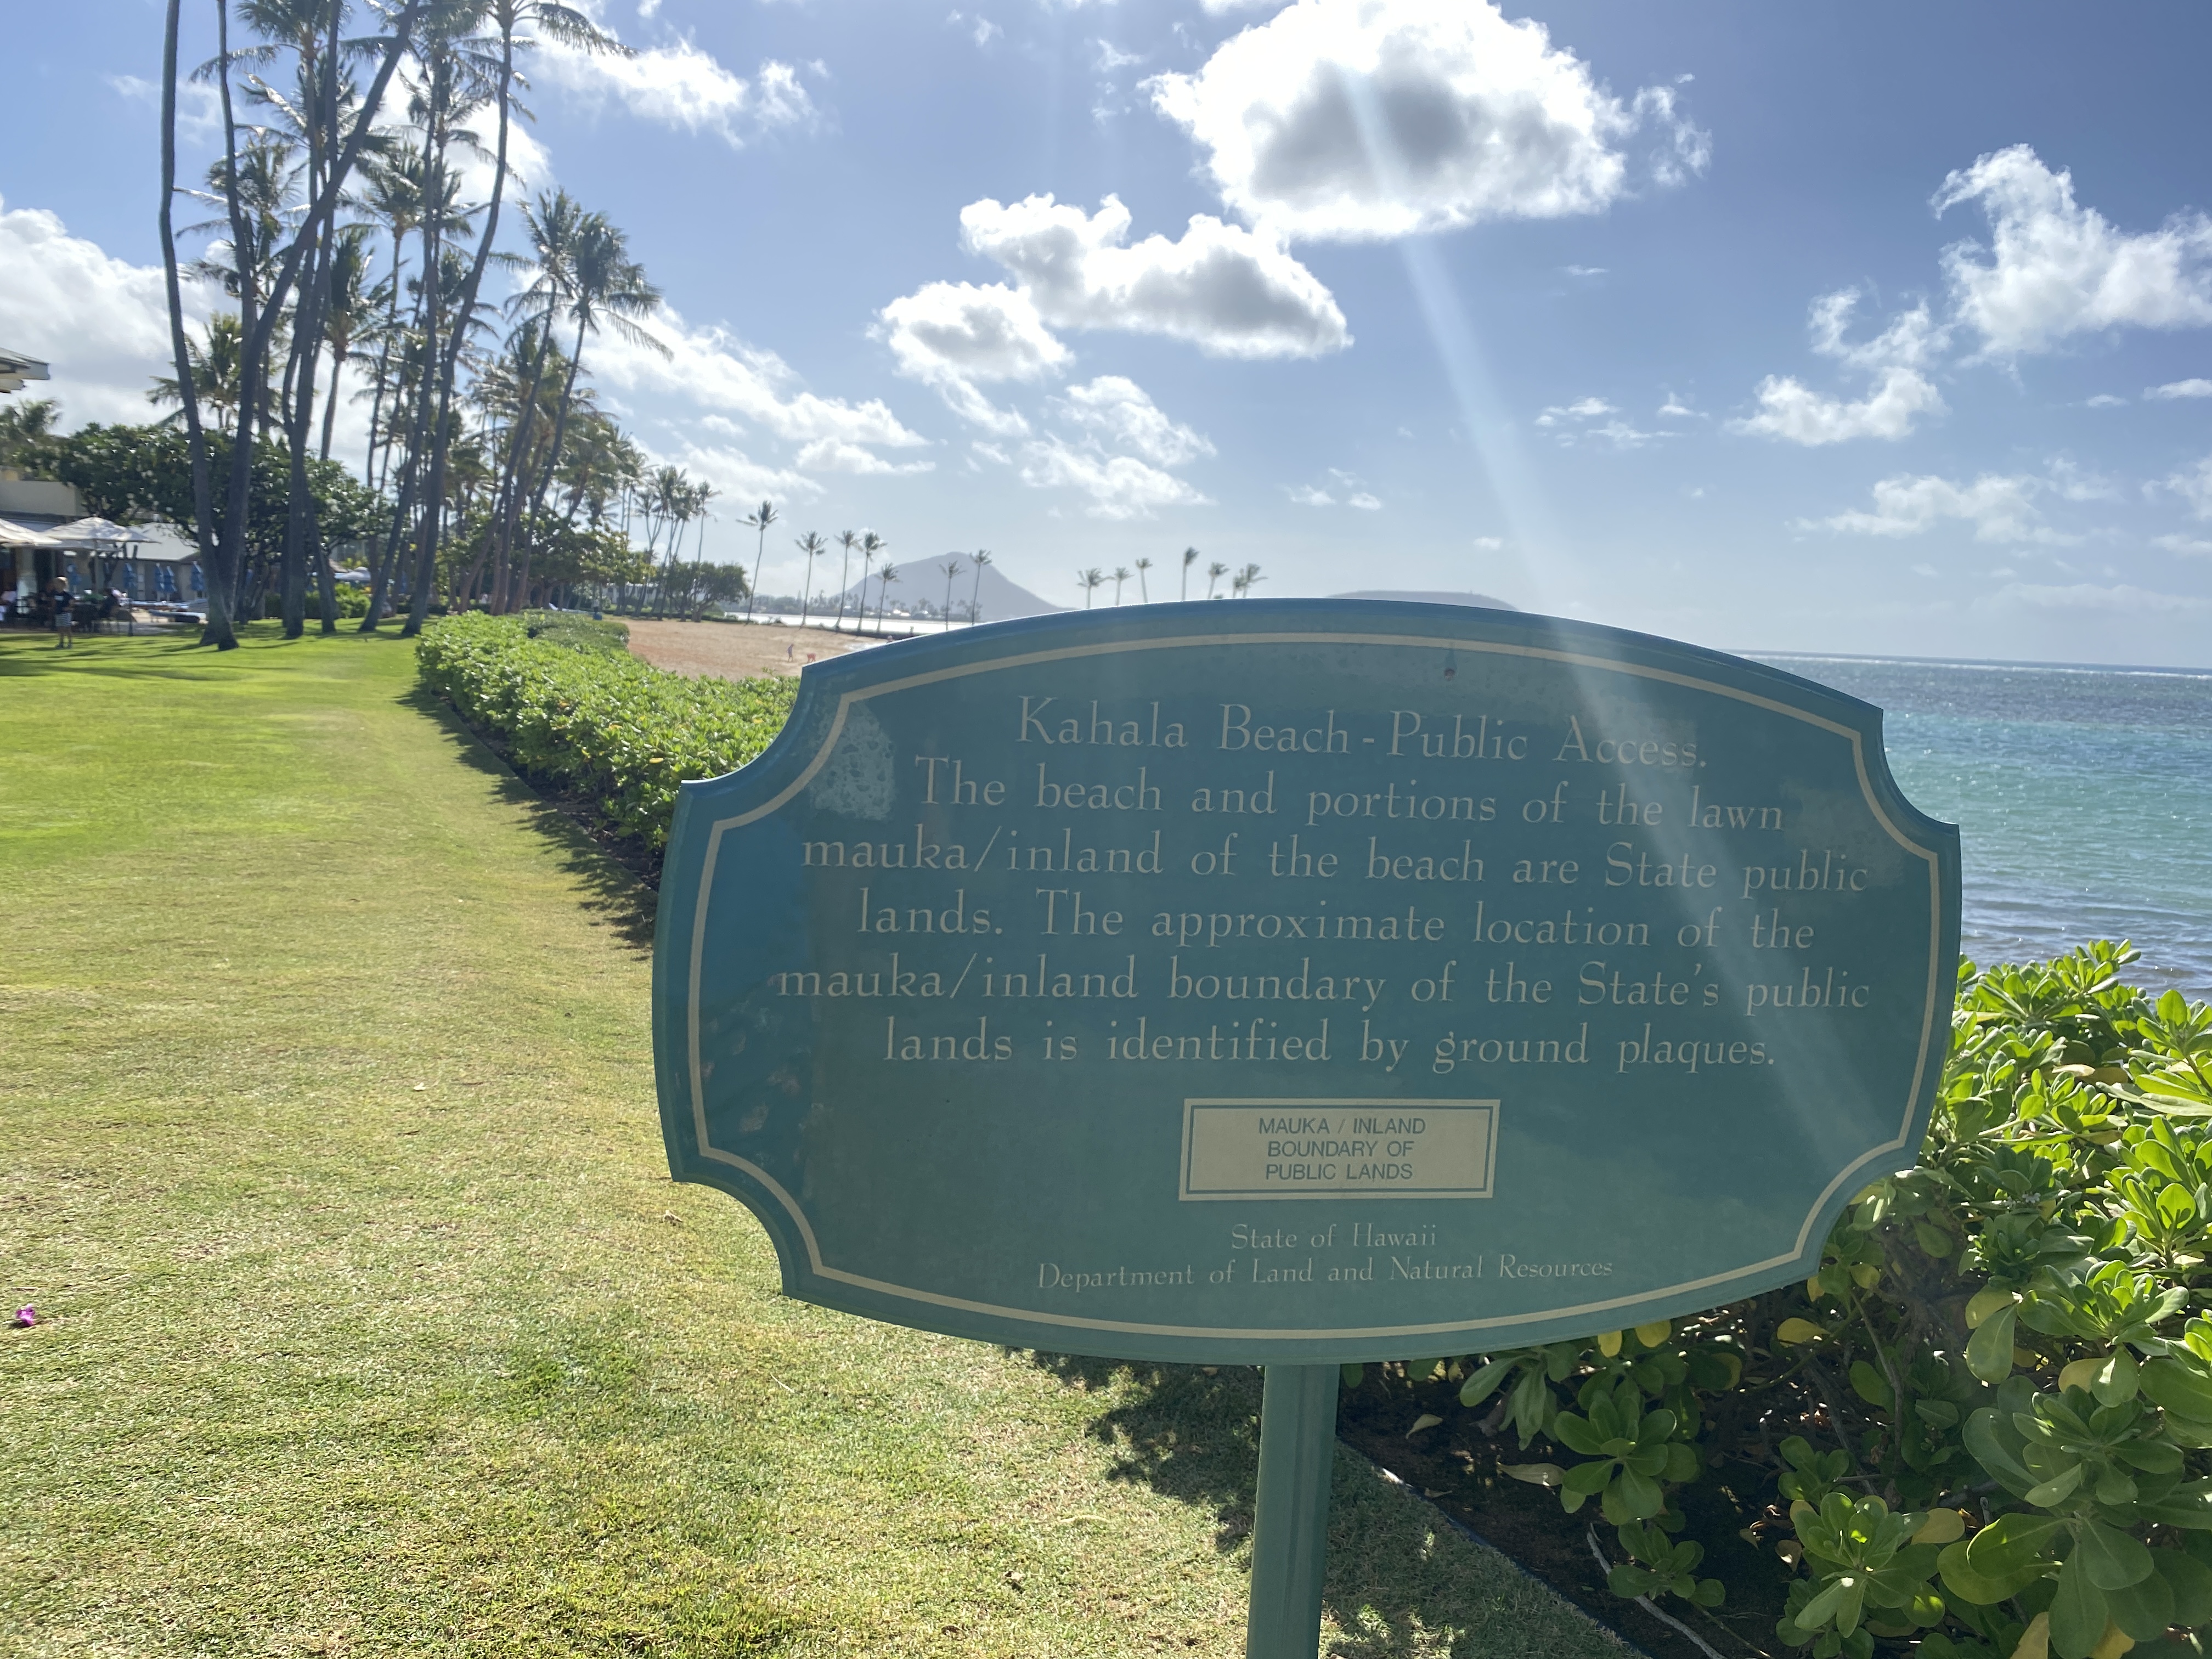 Kahala Beach - Public Access.
The beach and portions of the lawn
mauka/inland of the beach are State public
lands. The approximate location of the
mauka/inland boundary of the State's public
lands is identified by ground plaques.
MAUKA / INLAND
BOUNDARY OF
PUBLIC LANDS
State of Hawaii
Department of Land and Natural Resources